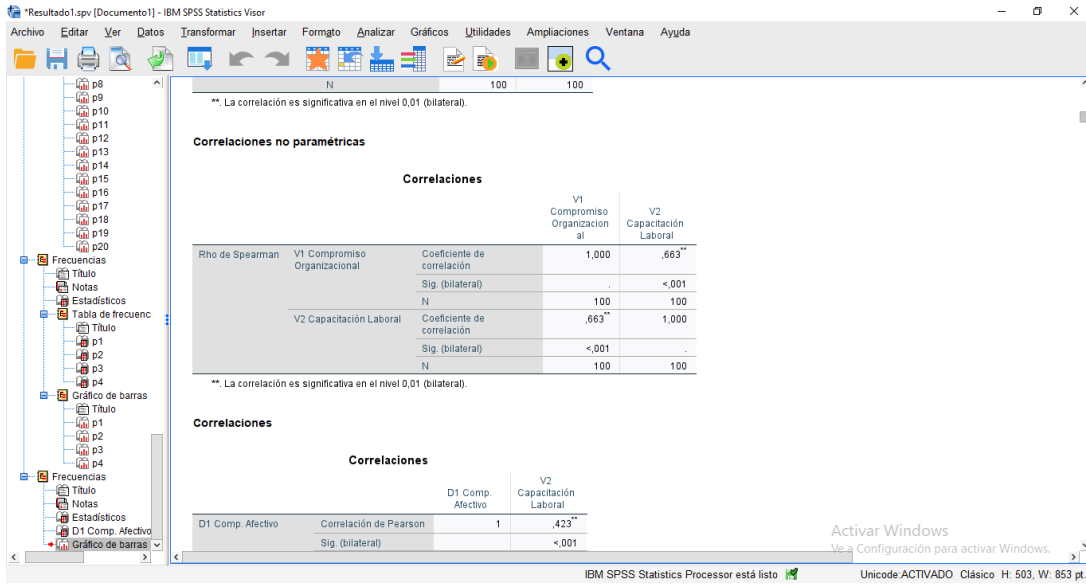 *Resultado1.spv [Documento1] - IBM SPSS Statistics Visor
Archivo Editar Ver Datos Transformar Insertar Formato Analizar Gráficos Utilidades Ampliaciones Ventana Ayuda
p8
p9
p10
p11
p12
p13
p14
p15
p16
p17
p18
p19
p20
Frecuencias
Título
Notas
Estadísticos
Tabla de frecuenc
Título
p1
p2
p3
p4
Gráfico de barras
Título
p1
p2
p3
p4
Frecuencias
Título
Notas
Estadísticos
D1 Comp. Afectivo
Gráfico de barras
N 100 100
**. La correlación es significativa en el nivel 0,01 (bilateral).
Correlaciones no paramétricas
Correlaciones
V1
Compromiso
Organizacion
al
V2
Capacitación
Laboral
Rho de Spearman
V1 Compromiso
Organizacional
Coeficiente de
correlación
1,000 ,663**
Sig. (bilateral) . <,001
N 100 100
V2 Capacitación Laboral
Coeficiente de
correlación
,663** 1,000
Sig. (bilateral) <,001 .
N 100 100
**. La correlación es significativa en el nivel 0,01 (bilateral).
Correlaciones
Correlaciones
D1 Comp.
Afectivo
V2
Capacitación
Laboral
D1 Comp. Afectivo Correlación de Pearson 1 ,423**
Sig. (bilateral) <,001
Activar Windows
Ve a Configuración para activar Windows.
IBM SPSS Statistics Processor está listo Unicode:ACTIVADO Clásico H: 503, W: 853 pt.